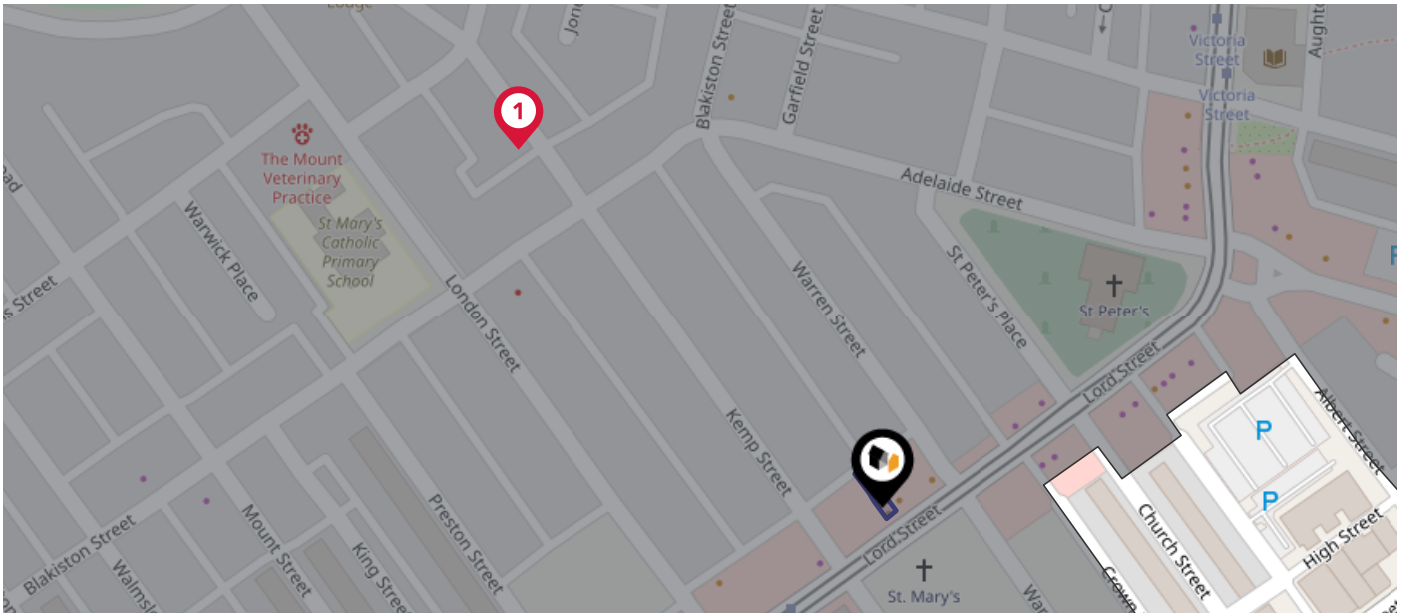 Lodge
Blakiston Street
Garfield Street
Victoria
Street
Victoria
Street
1
The Mount
Veterinary
Practice
Adelaide Street
St Mary's
Catholic
Primary
School
Warwick Place
London Street
Warren Street
St Peter's Place
St Peter's
Lord Street
Albert Street
P
P
Kemp Street
Preston Street
Mount Street
Blakiston Street
Lord Street
Church Street
High Street
St. Mary's